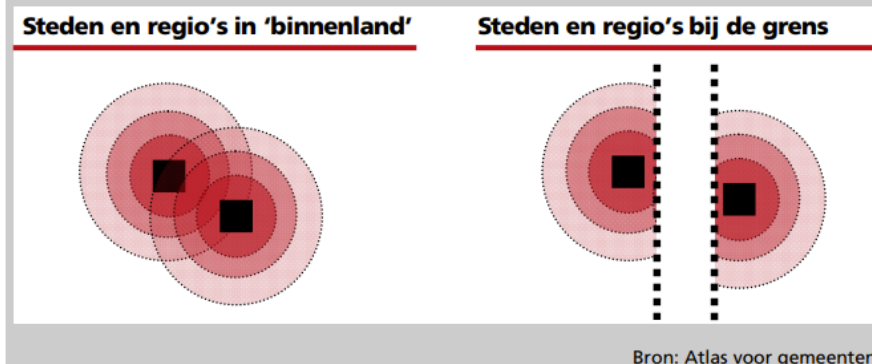 Steden en regio's in ‘binnenland’
Steden en regio's bij de grens
Bron: Atlas voor gemeenten